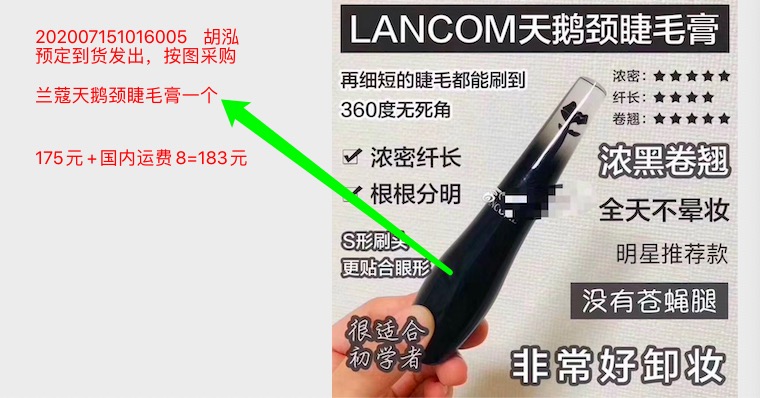 202007151016005 胡泓
预定到货发出，按图采购
兰蔻天鹅颈睫毛膏一个
175元+国内运费8=183元
LANCOM天鹅颈睫毛膏
再细短的睫毛都能刷到
360度无死角
浓密：★★★★★
纤长：★★★★
卷翘：★★★★★
☑ 浓密纤长
☑ 根根分明
浓黑卷翘
全天不晕妆
S形刷头
更贴合眼形
明星推荐款
没有苍蝇腿
很适合
初学者
非常好卸妆